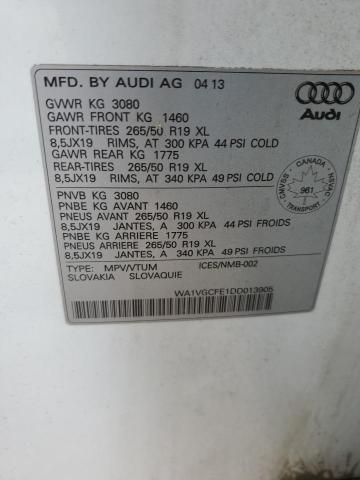 MFD. BY AUDI AG 04 13
Audi
GVWR KG 3080
GAWR FRONT KG 1460
FRONT-TIRES 265/50 R19 XL
8,5JX19 RIMS, AT 300 KPA 44 PSI COLD
GAWR REAR KG 1775
REAR-TIRES 265/50 R19 XL
8,5JX19 RIMS, AT 340 KPA 49 PSI COLD
CANADA
CMVSS
NSVAC
961
TRANSPORT
PNVB KG 3080
PNBE KG AVANT 1460
PNEUS AVANT 265/50 R19 XL
8,5JX19 JANTES, A 300 KPA 44 PSI FROIDS
PNBE KG ARRIERE 1775
PNEUS ARRIERE 265/50 R19 XL
8,5JX19 JANTES, A 340 KPA 49 PSI FROIDS
TYPE: MPV/VTUM ICES/NMB-002
SLOVAKIA SLOVAQUIE
WA1VGCFE1DD013905